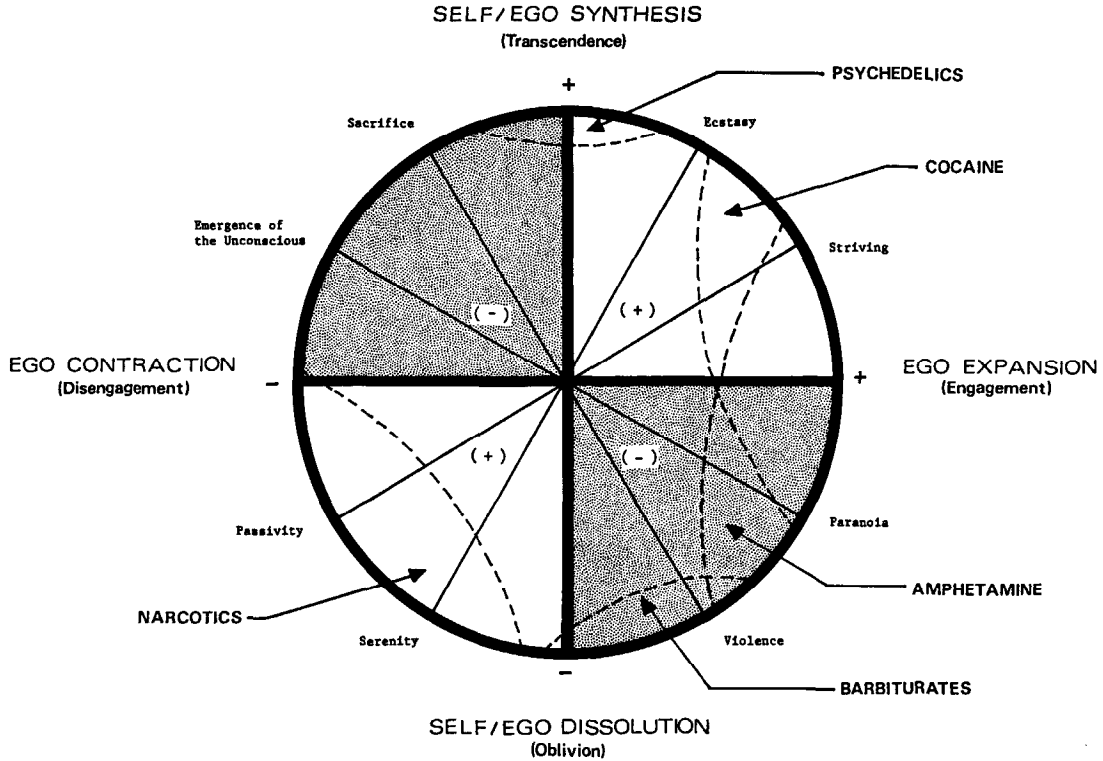 SELF/EGO SYNTHESIS
(Transcendence)
+
PSYCHEDELICS
Sacrifice
Ecstasy
COCAINE
Emergence of
the Unconscious
Striving
(-)
(+)
EGO CONTRACTION
(Disengagement)
-
+
EGO EXPANSION
(Engagement)
(+)
(-)
Passivity
Paranoia
AMPHETAMINE
NARCOTICS
Serenity
Violence
-
BARBITURATES
SELF/EGO DISSOLUTION
(Oblivion)